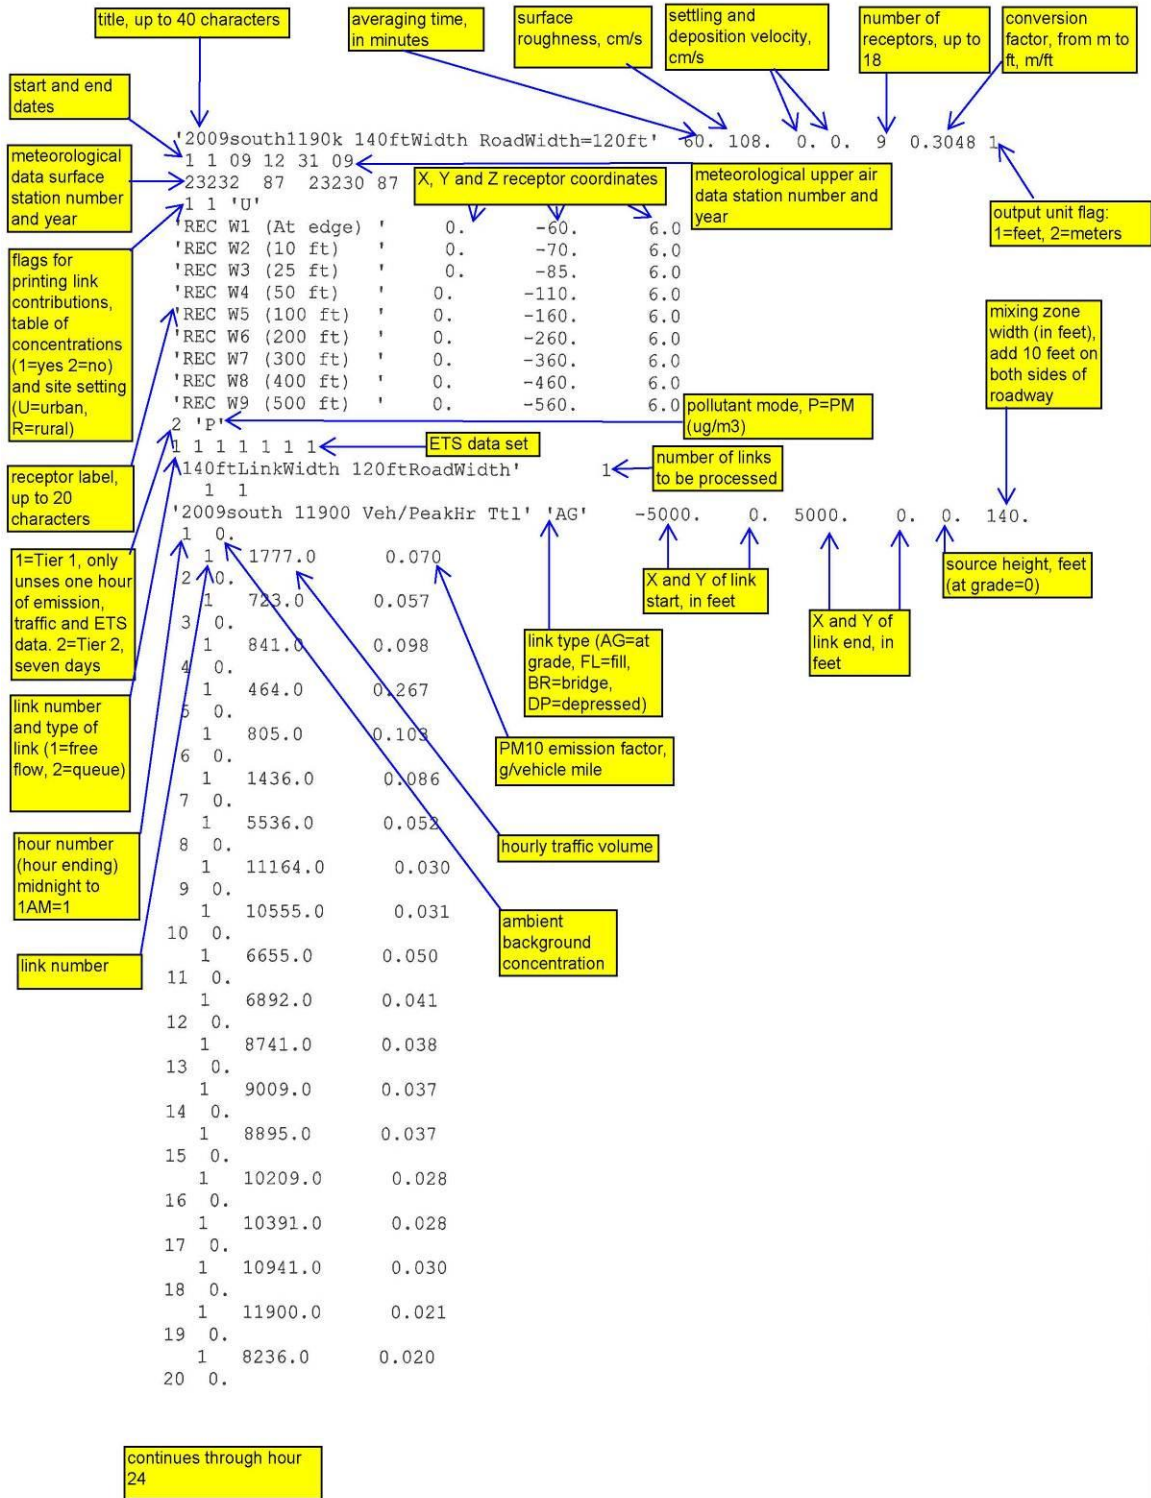 title, up to 40 characters
averaging time,
in minutes
surface
roughness, cm/s
settling and
deposition velocity,
cm/s
number of
receptors, up to
18
conversion
factor, from m to
ft, m/ft
start and end
dates
'2009south1190k 140ftWidth RoadWidth=120ft' 60. 108. 0. 0. 9 0.3048 1
1 1 09 12 31 09
meteorological
data surface
station number
and year
23232 87 23230 87
X, Y and Z receptor coordinates
meteorological upper air
data station number and
year
output unit flag:
1=feet, 2=meters
1 1 'U'
'REC W1 (At edge) ' 0. -60. 6.0
'REC W2 (10 ft) ' 0. -70. 6.0
'REC W3 (25 ft) ' 0. -85. 6.0
'REC W4 (50 ft) ' 0. -110. 6.0
'REC W5 (100 ft) ' 0. -160. 6.0
'REC W6 (200 ft) ' 0. -260. 6.0
'REC W7 (300 ft) ' 0. -360. 6.0
'REC W8 (400 ft) ' 0. -460. 6.0
'REC W9 (500 ft) ' 0. -560. 6.0
flags for
printing link
contributions,
table of
concentrations
(1=yes 2=no)
and site setting
(U=urban,
R=rural)
mixing zone
width (in feet),
add 10 feet on
both sides of
roadway
2 'P'
pollutant mode, P=PM
(ug/m3)
1 1 1 1 1 1 1
ETS data set
'140ftLinkWidth 120ftRoadWidth' 1
number of links
to be processed
1 1
receptor label,
up to 20
characters
'2009south 11900 Veh/PeakHr Ttl' 'AG' -5000. 0. 5000. 0. 0. 140.
1 0.
1 1777.0 0.070
2 0.
1 723.0 0.057
3 0.
1 841.0 0.098
4 0.
1 464.0 0.267
5 0.
1 805.0 0.103
6 0.
1 1436.0 0.086
7 0.
1 5536.0 0.052
8 0.
1 11164.0 0.030
9 0.
1 10555.0 0.031
10 0.
1 6655.0 0.050
11 0.
1 6892.0 0.041
12 0.
1 8741.0 0.038
13 0.
1 9009.0 0.037
14 0.
1 8895.0 0.037
15 0.
1 10209.0 0.028
16 0.
1 10391.0 0.028
17 0.
1 10941.0 0.030
18 0.
1 11900.0 0.021
19 0.
1 8236.0 0.020
20 0.
1=Tier 1, only
unses one hour
of emission,
traffic and ETS
data. 2=Tier 2,
seven days
link number
and type of
link (1=free
flow, 2=queue)
hour number
(hour ending)
midnight to
1AM=1
link number
X and Y of link
start, in feet
X and Y of
link end, in
feet
source height, feet
(at grade=0)
link type (AG=at
grade, FL=fill,
BR=bridge,
DP=depressed)
PM10 emission factor,
g/vehicle mile
hourly traffic volume
ambient
background
concentration
continues through hour
24